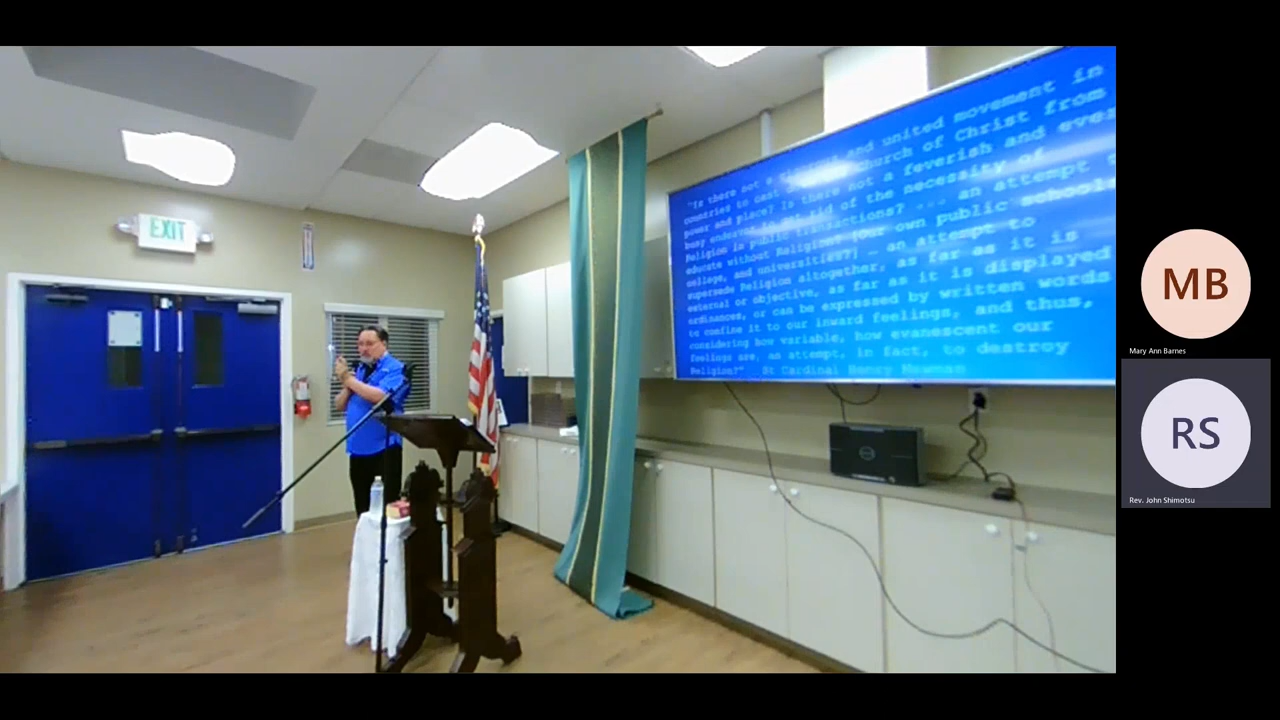 EXIT
"Is there not a and united movement in
countries to cast Church of Christ from
power and place? Is there not a feverish and ever
busy endeavor to get rid of the necessity of
Religion in public transactions? --- an attempt t
educate without Religion? [Our own public schools
college, and universities?] — an attempt to
supersede Religion altogether, as far as it is
external or objective, as far as it is displayed
ordinances, or can be expressed by written words
to confine it to our inward feelings, and thus,
considering how variable, how evanescent our
feelings are, an attempt, in fact, to destroy
Religion?" St Cardinal Henry Newman
DELL
MB
Mary Ann Barnes
RS
Rev. John Shimotsu